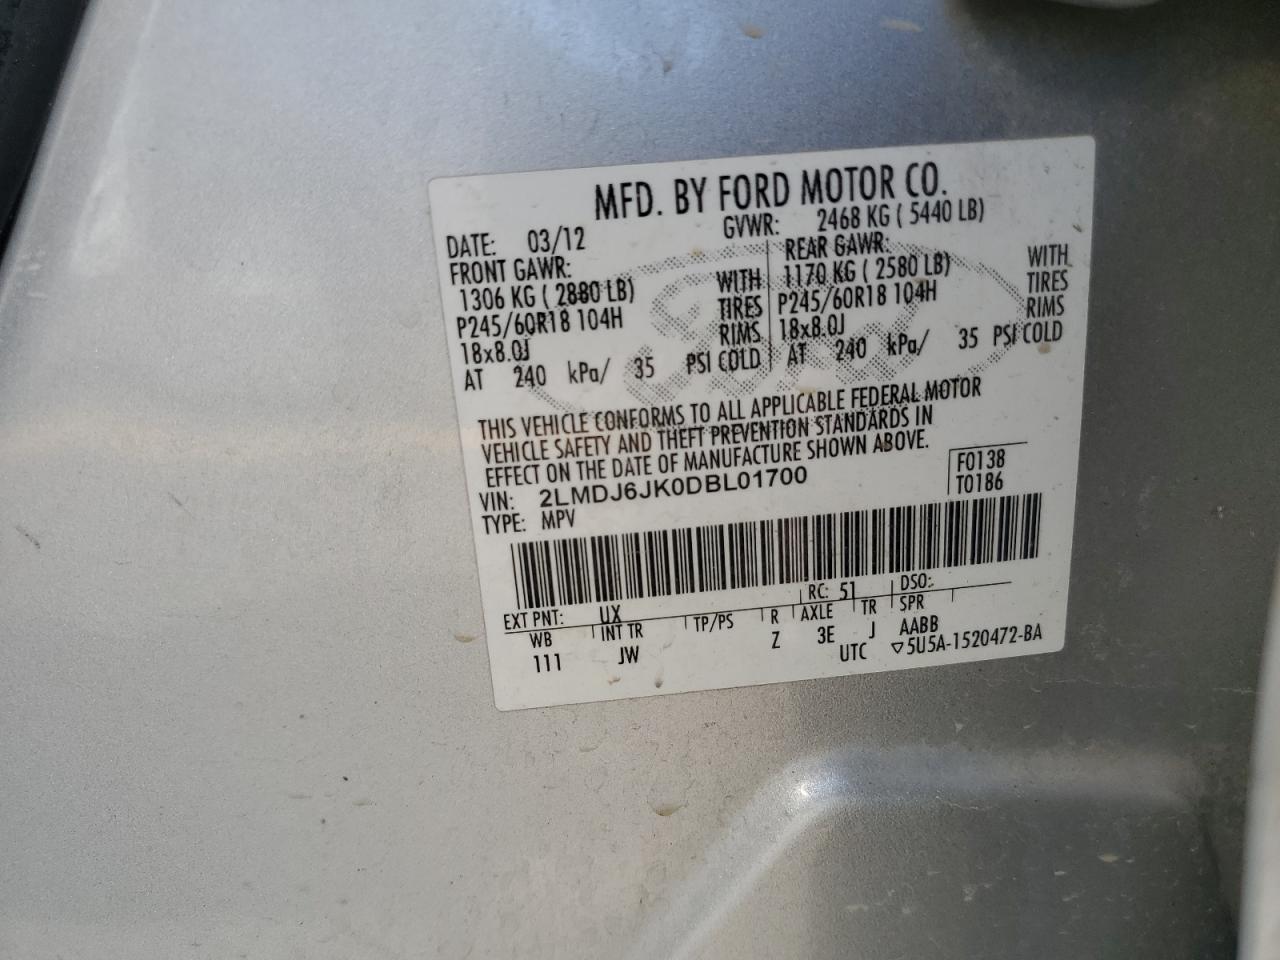 MFD. BY FORD MOTOR CO.
DATE: 03/12 GVWR: 2468 KG ( 5440 LB)
FRONT GAWR:
1306 KG ( 2880 LB) WITH
P245/60R18 104H TIRES
18x8.0J RIMS
AT 240 kPa/ 35 PSI COLD
REAR GAWR: WITH
1170 KG ( 2580 LB) TIRES
P245/60R18 104H RIMS
18x8.0J
AT 240 kPa/ 35 PSI COLD
Ford
THIS VEHICLE CONFORMS TO ALL APPLICABLE FEDERAL MOTOR
VEHICLE SAFETY AND THEFT PREVENTION STANDARDS IN
EFFECT ON THE DATE OF MANUFACTURE SHOWN ABOVE.
VIN: 2LMDJ6JK0DBL01700 F0138
TYPE: MPV T0186
EXT PNT: UX RC: 51 DSO:
WB INT TR TP/PS R AXLE TR SPR
111 JW Z 3E J AABB
UTC ▽5U5A-1520472-BA